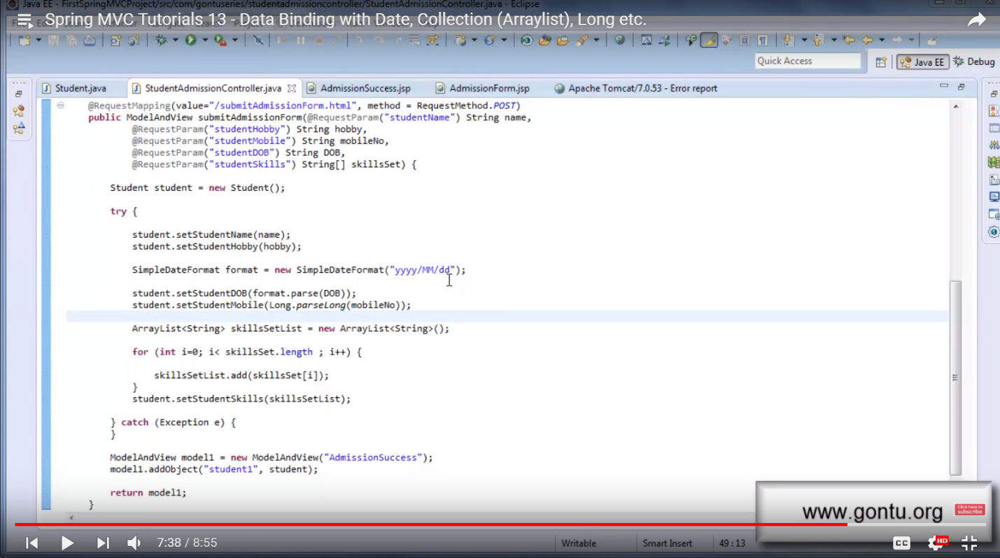 Java EE - FirstSpringMVCProject/src/com/gontuseries/studentadmissioncontroller/StudentAdmissionController.java - Eclipse
Spring MVC Tutorials 13 - Data Binding with Date, Collection (Arraylist), Long etc.
Quick Access
Java EE
Debug
Student.java
StudentAdmissionController.java
AdmissionSuccess.jsp
AdmissionForm.jsp
Apache Tomcat/7.0.53 - Error report
@RequestMapping(value="/submitAdmissionForm.html", method = RequestMethod.POST)
public ModelAndView submitAdmissionForm(@RequestParam("studentName") String name,
@RequestParam("studentHobby") String hobby,
@RequestParam("studentMobile") String mobileNo,
@RequestParam("studentDOB") String DOB,
@RequestParam("studentSkills") String[] skillsSet) {
Student student = new Student();
try {
student.setStudentName(name);
student.setStudentHobby(hobby);
SimpleDateFormat format = new SimpleDateFormat("yyyy/MM/dd");
student.setStudentDOB(format.parse(DOB));
student.setStudentMobile(Long.parseLong(mobileNo));
ArrayList<String> skillsSetList = new ArrayList<String>();
for (int i=0; i< skillsSet.length ; i++) {
skillsSetList.add(skillsSet[i]);
}
student.setStudentSkills(skillsSetList);
} catch (Exception e) {
}
ModelAndView model1 = new ModelAndView("AdmissionSuccess");
model1.addObject("student1", student);
return model1;
}
www.gontu.org
Click here to
subscribe
7:38 / 8:55
Writable
Smart Insert
49:13
CC
HD